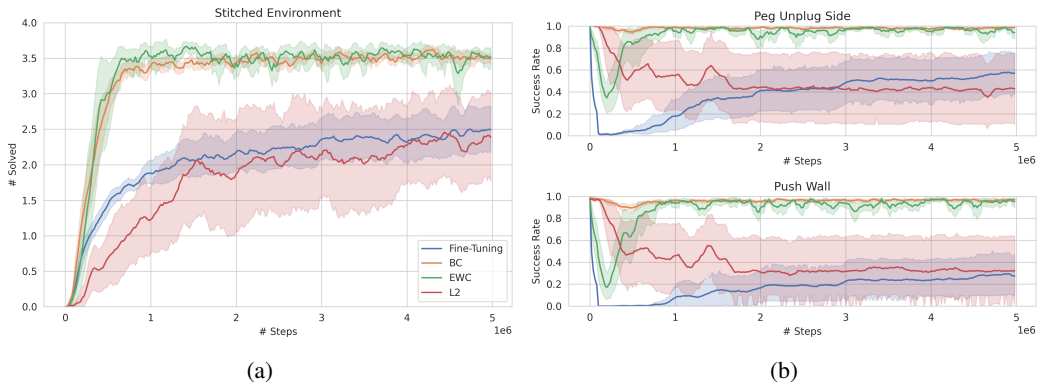 Stitched Environment
# Solved
4.0
3.5
3.0
2.5
2.0
1.5
1.0
0.5
0.0
Fine-Tuning
BC
EWC
L2
0 1 2 3 4 5
1e6
# Steps
(a)
Peg Unplug Side
Success Rate
1.0
0.8
0.6
0.4
0.2
0.0
0 1 2 3 4 5
1e6
# Steps
Push Wall
Success Rate
1.0
0.8
0.6
0.4
0.2
0.0
0 1 2 3 4 5
1e6
# Steps
(b)